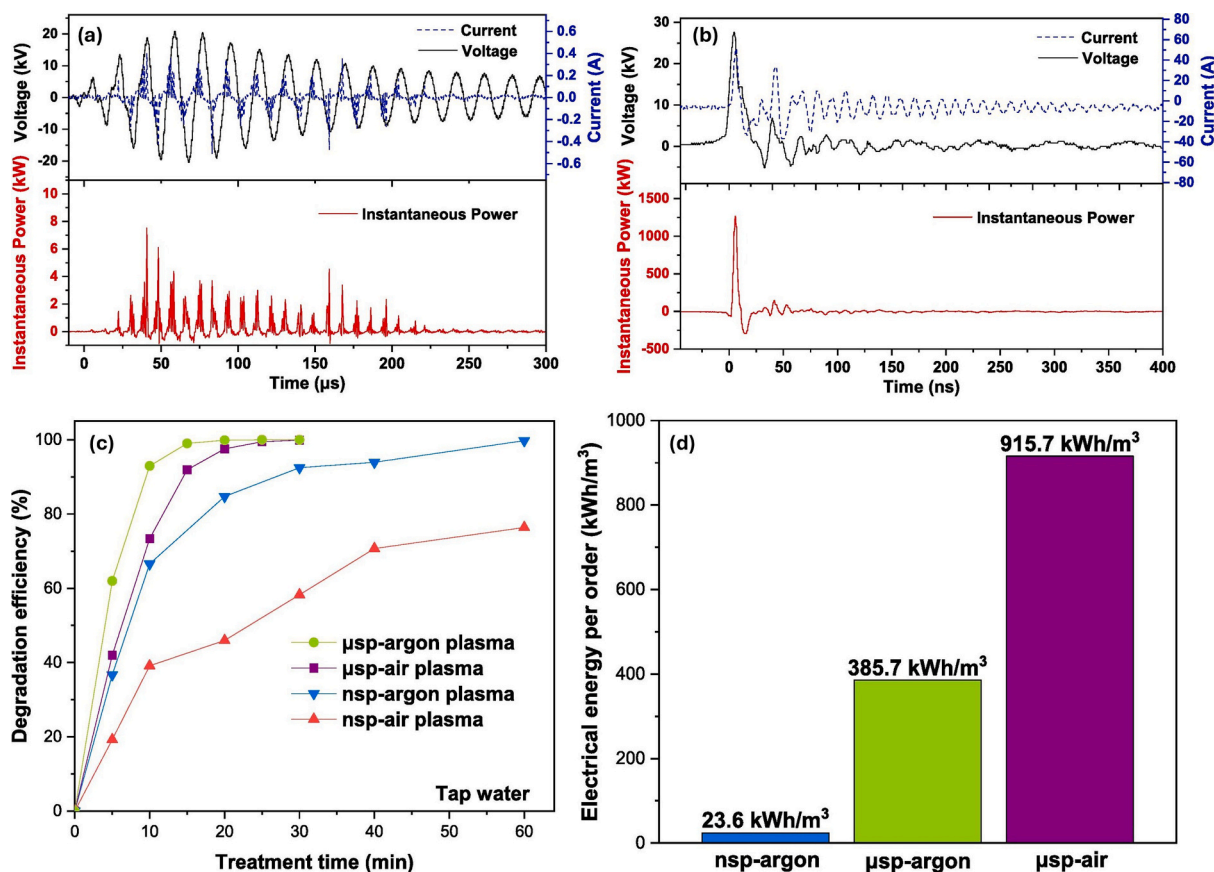 (a)
Current
Voltage
Voltage (kV)
20
10
0
-10
-20
Current (A)
0.6
0.4
0.2
0.0
-0.2
-0.4
-0.6
Instantaneous Power
Instantaneous Power (kW)
10
8
6
4
2
0
0
50
100
150
200
250
300
Time (µs)
(b)
Current
Voltage
Voltage (kV)
30
20
10
0
-10
Current (A)
80
60
40
20
0
-20
-40
-60
-80
Instantaneous Power
Instantaneous Power (kW)
1500
1000
500
0
-500
0
50
100
150
200
250
300
350
400
Time (ns)
(c)
Degradation efficiency (%)
100
80
60
40
20
0
µsp-argon plasma
µsp-air plasma
nsp-argon plasma
nsp-air plasma
Tap water
0
10
20
30
40
50
60
Treatment time (min)
(d)
Electrical energy per order (kWh/m³)
1000
800
600
400
200
0
23.6 kWh/m³
385.7 kWh/m³
915.7 kWh/m³
nsp-argon
µsp-argon
µsp-air